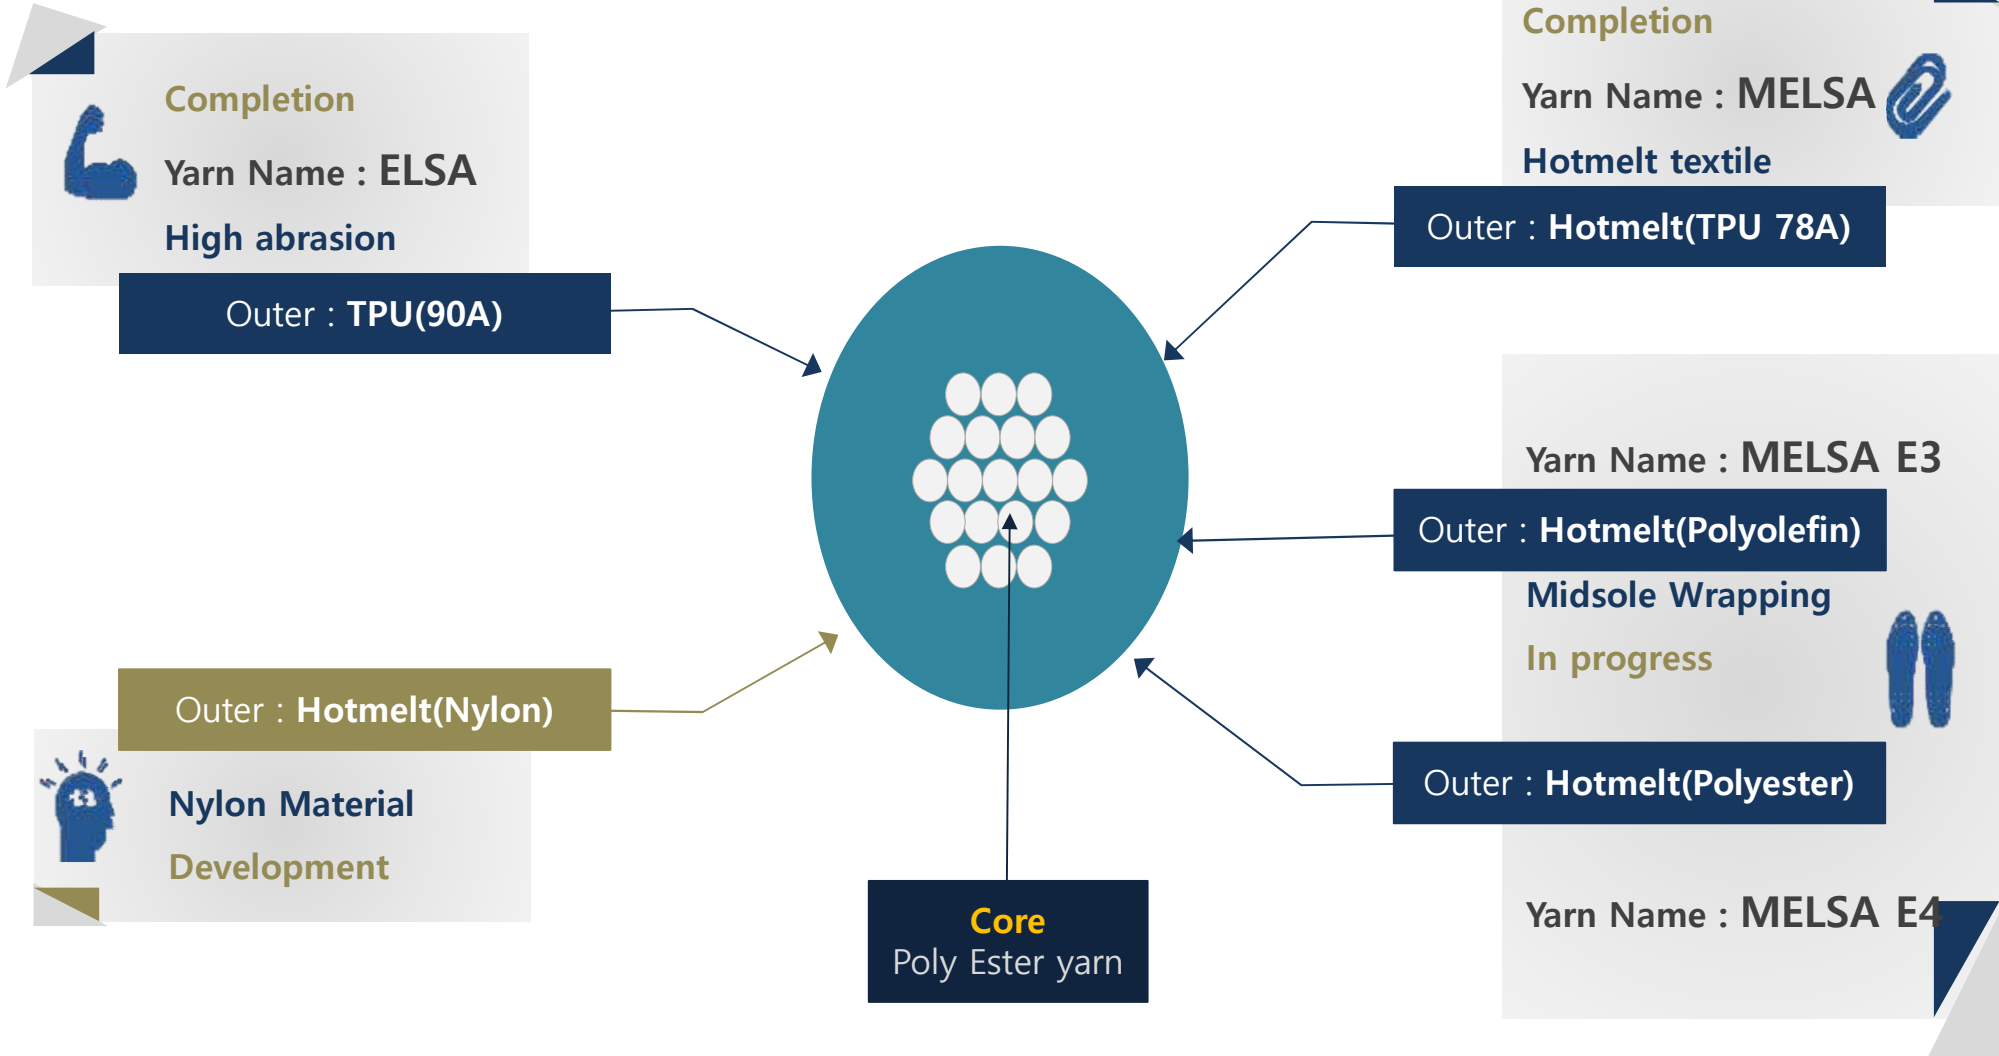 Completion
Yarn Name : ELSA
High abrasion
Outer : TPU(90A)
Completion
Yarn Name : MELSA
Hotmelt textile
Outer : Hotmelt(TPU 78A)
Yarn Name : MELSA E3
Outer : Hotmelt(Polyolefin)
Midsole Wrapping
In progress
Outer : Hotmelt(Polyester)
Yarn Name : MELSA E4
Outer : Hotmelt(Nylon)
Nylon Material
Development
Core
Poly Ester yarn